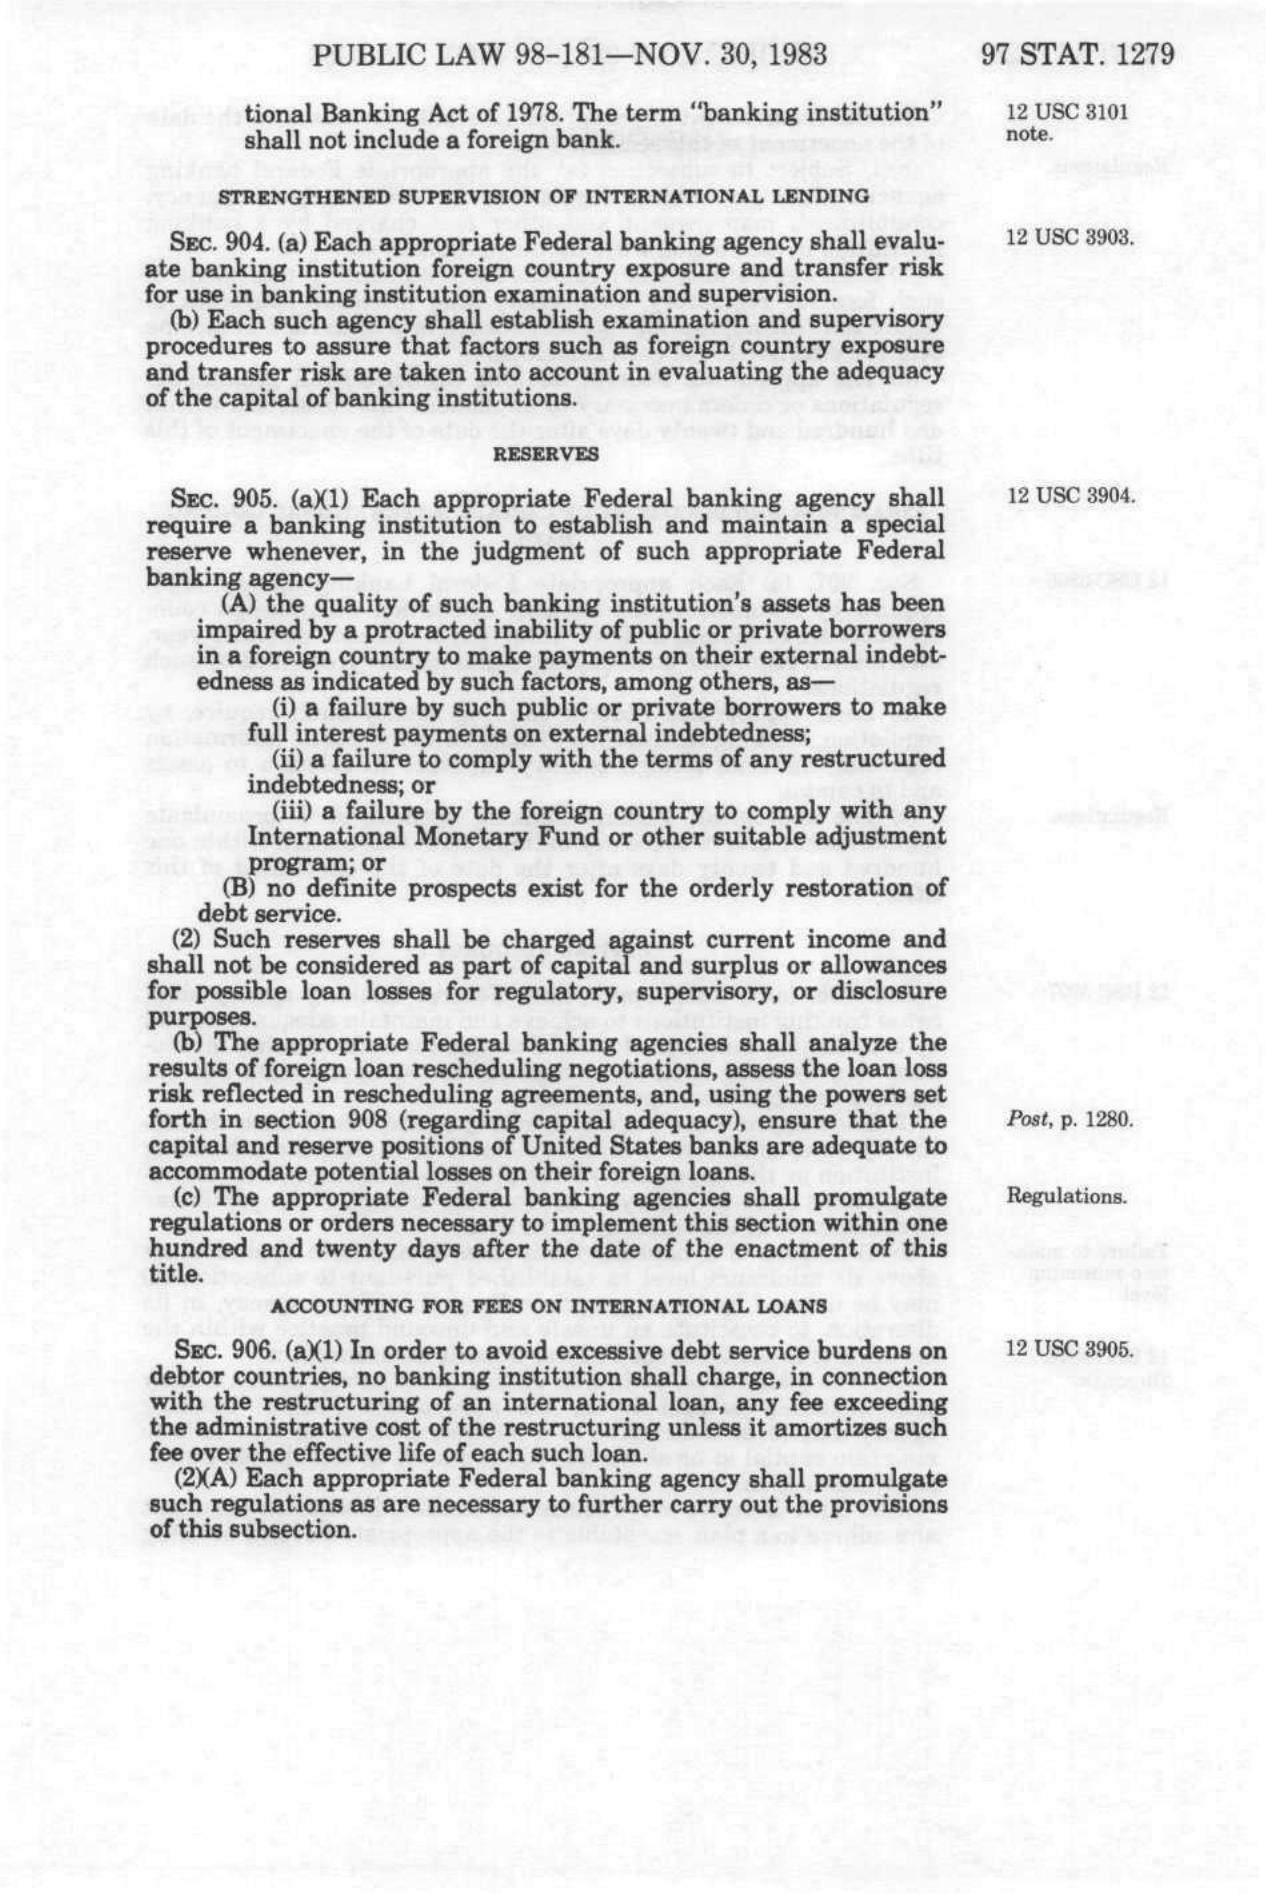 PUBLIC LAW 98-181—NOV. 30, 1983 97 STAT. 1279
tional Banking Act of 1978. The term "banking institution" 12 USC 3101
shall not include a foreign bank. note.
STRENGTHENED SUPERVISION OF INTERNATIONAL LENDING
SEC. 904. (a) Each appropriate Federal banking agency shall evalu- 12 USC 3903.
ate banking institution foreign country exposure and transfer risk
for use in banking institution examination and supervision.
(b) Each such agency shall establish examination and supervisory
procedures to assure that factors such as foreign country exposure
and transfer risk are taken into account in evaluating the adequacy
of the capital of banking institutions.
RESERVES
SEC. 905. (a)(1) Each appropriate Federal banking agency shall 12 USC 3904.
require a banking institution to establish and maintain a special
reserve whenever, in the judgment of such appropriate Federal
banking agency—
(A) the quality of such banking institution's assets has been
impaired by a protracted inability of public or private borrowers
in a foreign country to make payments on their external indebt-
edness as indicated by such factors, among others, as—
(i) a failure by such public or private borrowers to make
full interest payments on external indebtedness;
(ii) a failure to comply with the terms of any restructured
indebtedness; or
(iii) a failure by the foreign country to comply with any
International Monetary Fund or other suitable adjustment
program; or
(B) no definite prospects exist for the orderly restoration of
debt service.
(2) Such reserves shall be charged against current income and
shall not be considered as part of capital and surplus or allowances
for possible loan losses for regulatory, supervisory, or disclosure
purposes.
(b) The appropriate Federal banking agencies shall analyze the
results of foreign loan rescheduling negotiations, assess the loan loss
risk reflected in rescheduling agreements, and, using the powers set
forth in section 908 (regarding capital adequacy), ensure that the Post, p. 1280.
capital and reserve positions of United States banks are adequate to
accommodate potential losses on their foreign loans.
(c) The appropriate Federal banking agencies shall promulgate Regulations.
regulations or orders necessary to implement this section within one
hundred and twenty days after the date of the enactment of this
title.
ACCOUNTING FOR FEES ON INTERNATIONAL LOANS
SEC. 906. (a)(1) In order to avoid excessive debt service burdens on 12 USC 3905.
debtor countries, no banking institution shall charge, in connection
with the restructuring of an international loan, any fee exceeding
the administrative cost of the restructuring unless it amortizes such
fee over the effective life of each such loan.
(2)(A) Each appropriate Federal banking agency shall promulgate
such regulations as are necessary to further carry out the provisions
of this subsection.